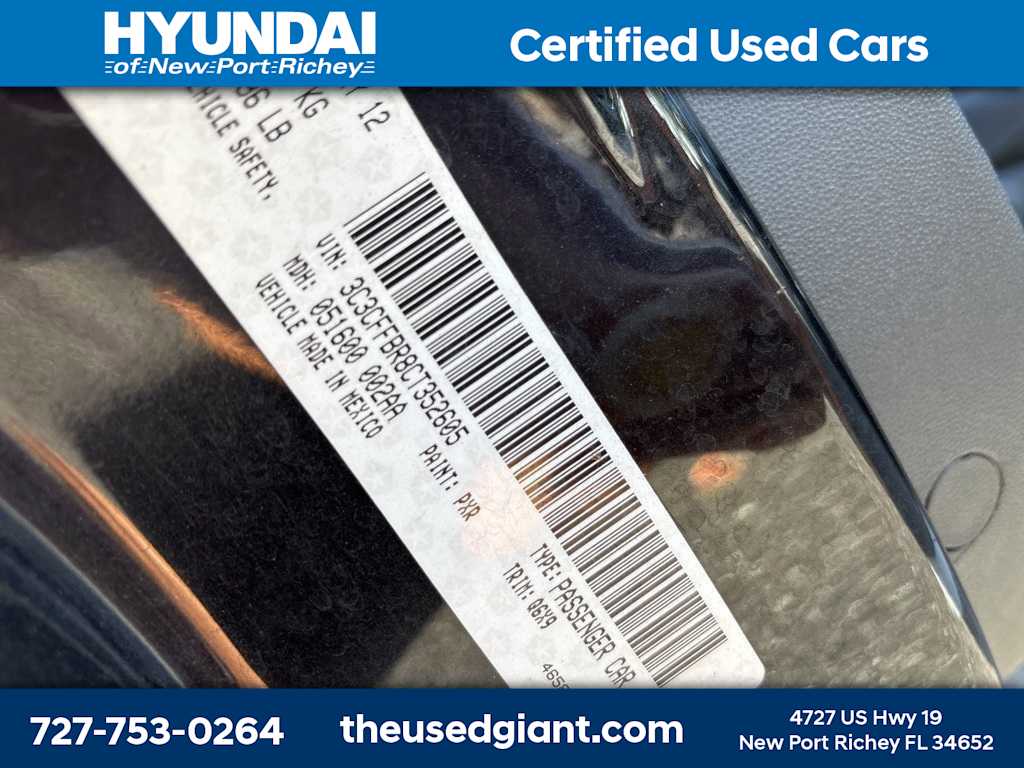 HYUNDAI
of New Port Richey
Certified Used Cars
12
KG
LB
SAFETY,
VIN: 3C3CFFBR8CT352605
MDH: 051600 002AA
VEHICLE MADE IN MEXICO
PAINT: PXR
TYPE: PASSENGER CAR
TRIM: Q6X9
727-753-0264
theusedgiant.com
4727 US Hwy 19
New Port Richey FL 34652